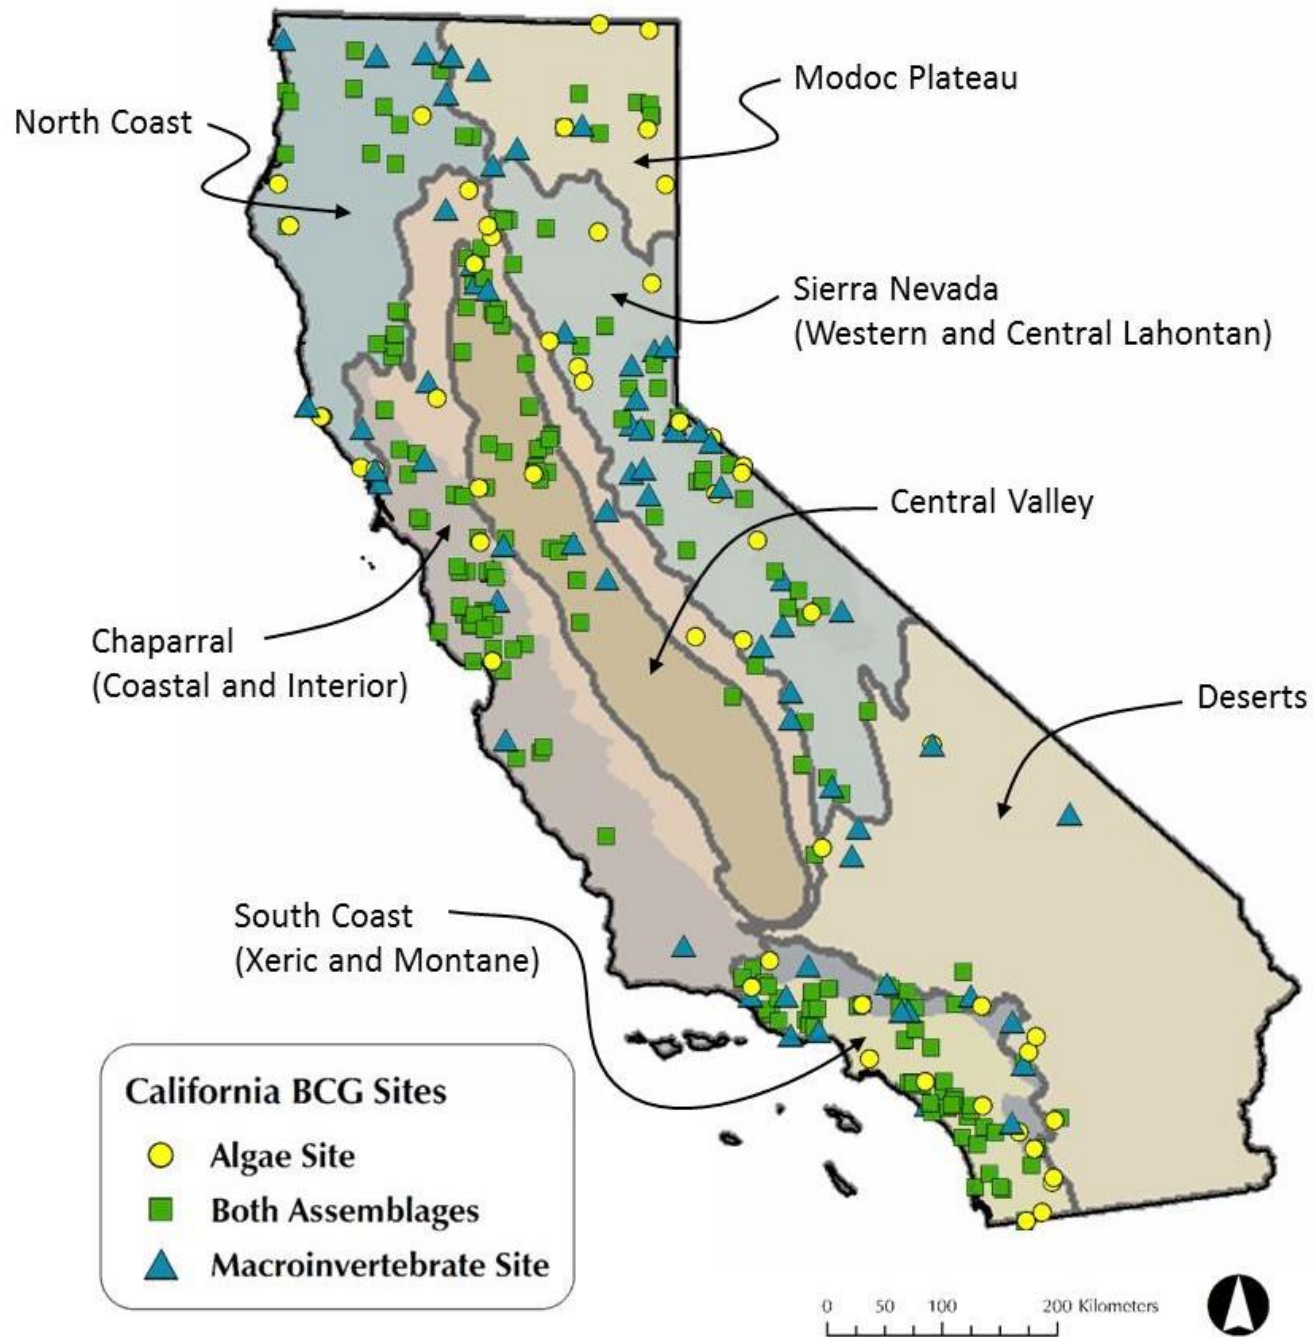 Modoc Plateau
North Coast
Sierra Nevada
(Western and Central Lahontan)
Central Valley
Chaparral
(Coastal and Interior)
Deserts
South Coast
(Xeric and Montane)
California BCG Sites
Algae Site
Both Assemblages
Macroinvertebrate Site
0 50 100 200 Kilometers